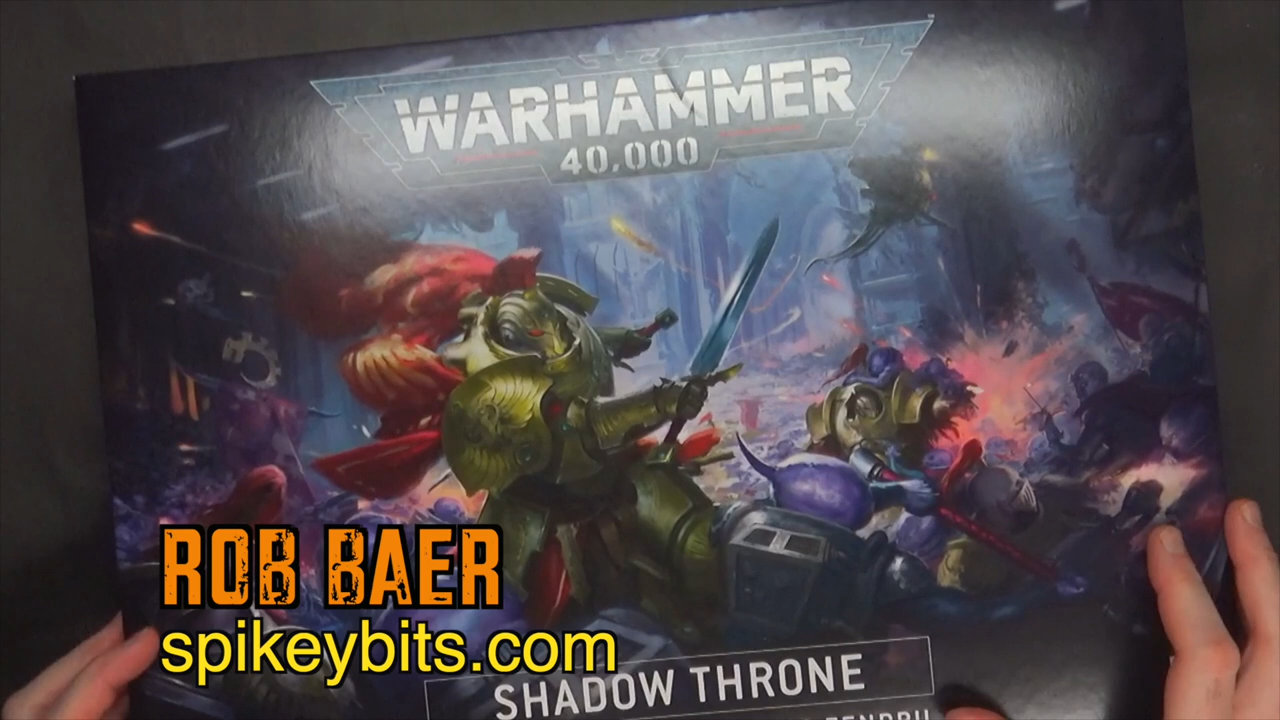 WARHAMMER
40,000
ROB BAER
spikeybits.com
SHADOW THRONE